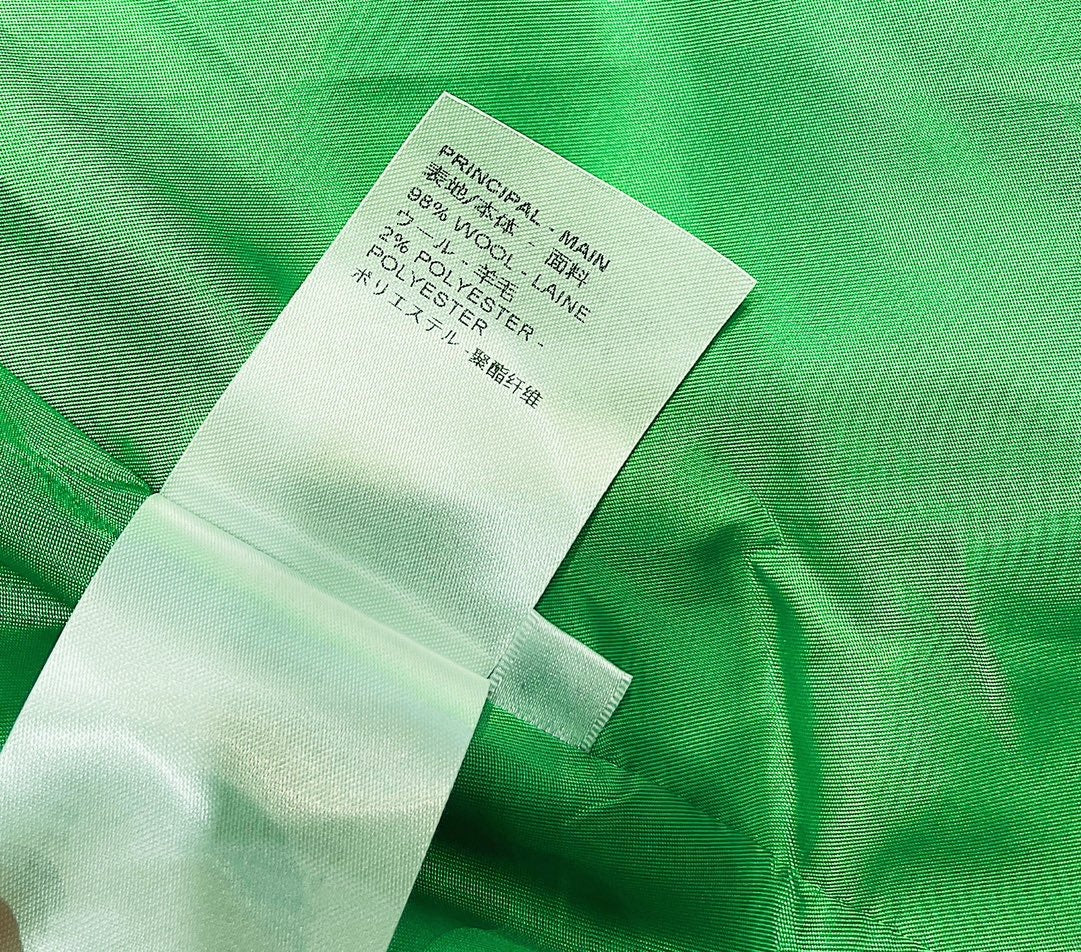 PRINCIPAL - MAIN
表地/本体 - 面料
98% WOOL - LAINE
ウール - 羊毛
2% POLYESTER -
POLYESTER
ポリエステル - 聚酯纤维